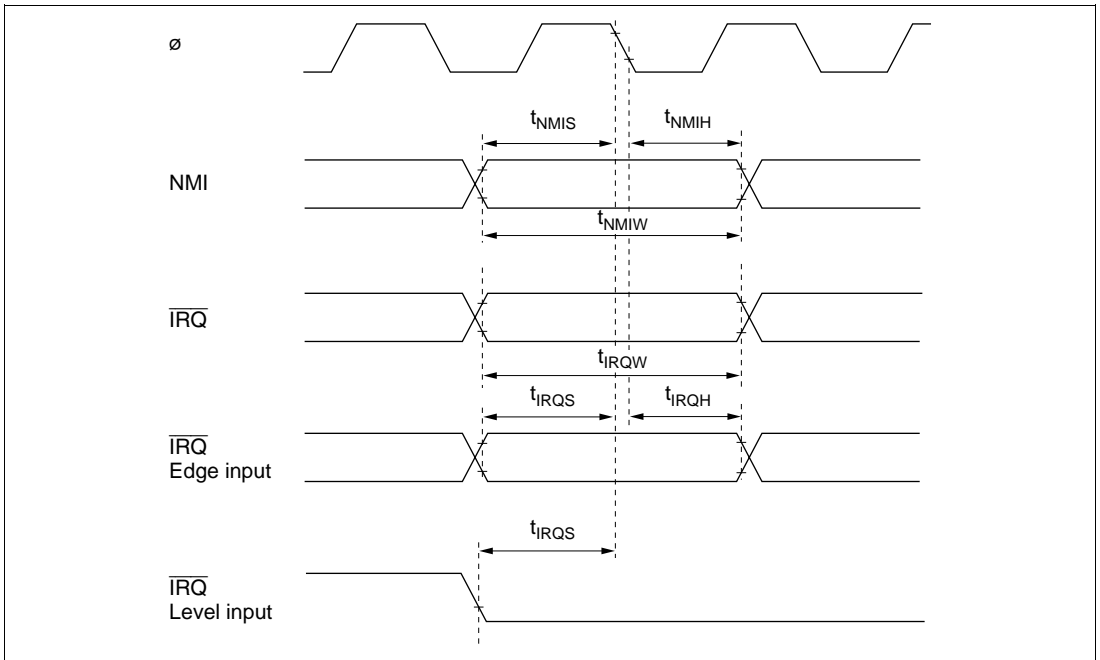 ø
tNMIS tNMIH
NMI
tNMIW
IRQ
tIRQW
tIRQS tIRQH
IRQ
Edge input
tIRQS
IRQ
Level input